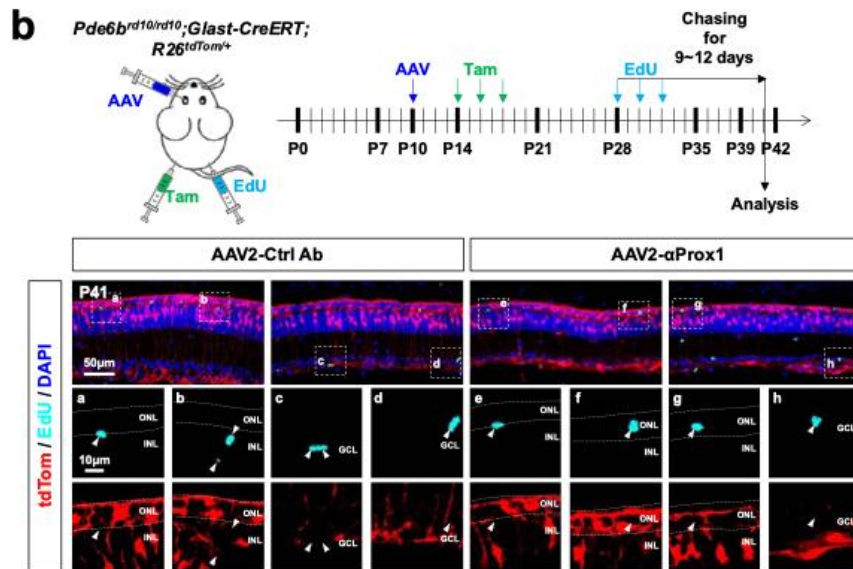 b
Pde6b^rd10/rd10;Glast-CreERT;
R26^tdTom/+
AAV
Tam
EdU
AAV
Tam
EdU
Chasing
for
9~12 days
P0
P7
P10
P14
P21
P28
P35
P39
P42
Analysis
AAV2-Ctrl Ab
AAV2-αProx1
tdTom / EdU / DAPI
P41
a
b
c
d
e
f
g
h
50μm
a
ONL
INL
10μm
b
ONL
INL
c
GCL
d
GCL
e
ONL
INL
f
ONL
INL
g
ONL
INL
h
GCL
ONL
INL
ONL
INL
GCL
GCL
ONL
INL
ONL
INL
ONL
INL
GCL